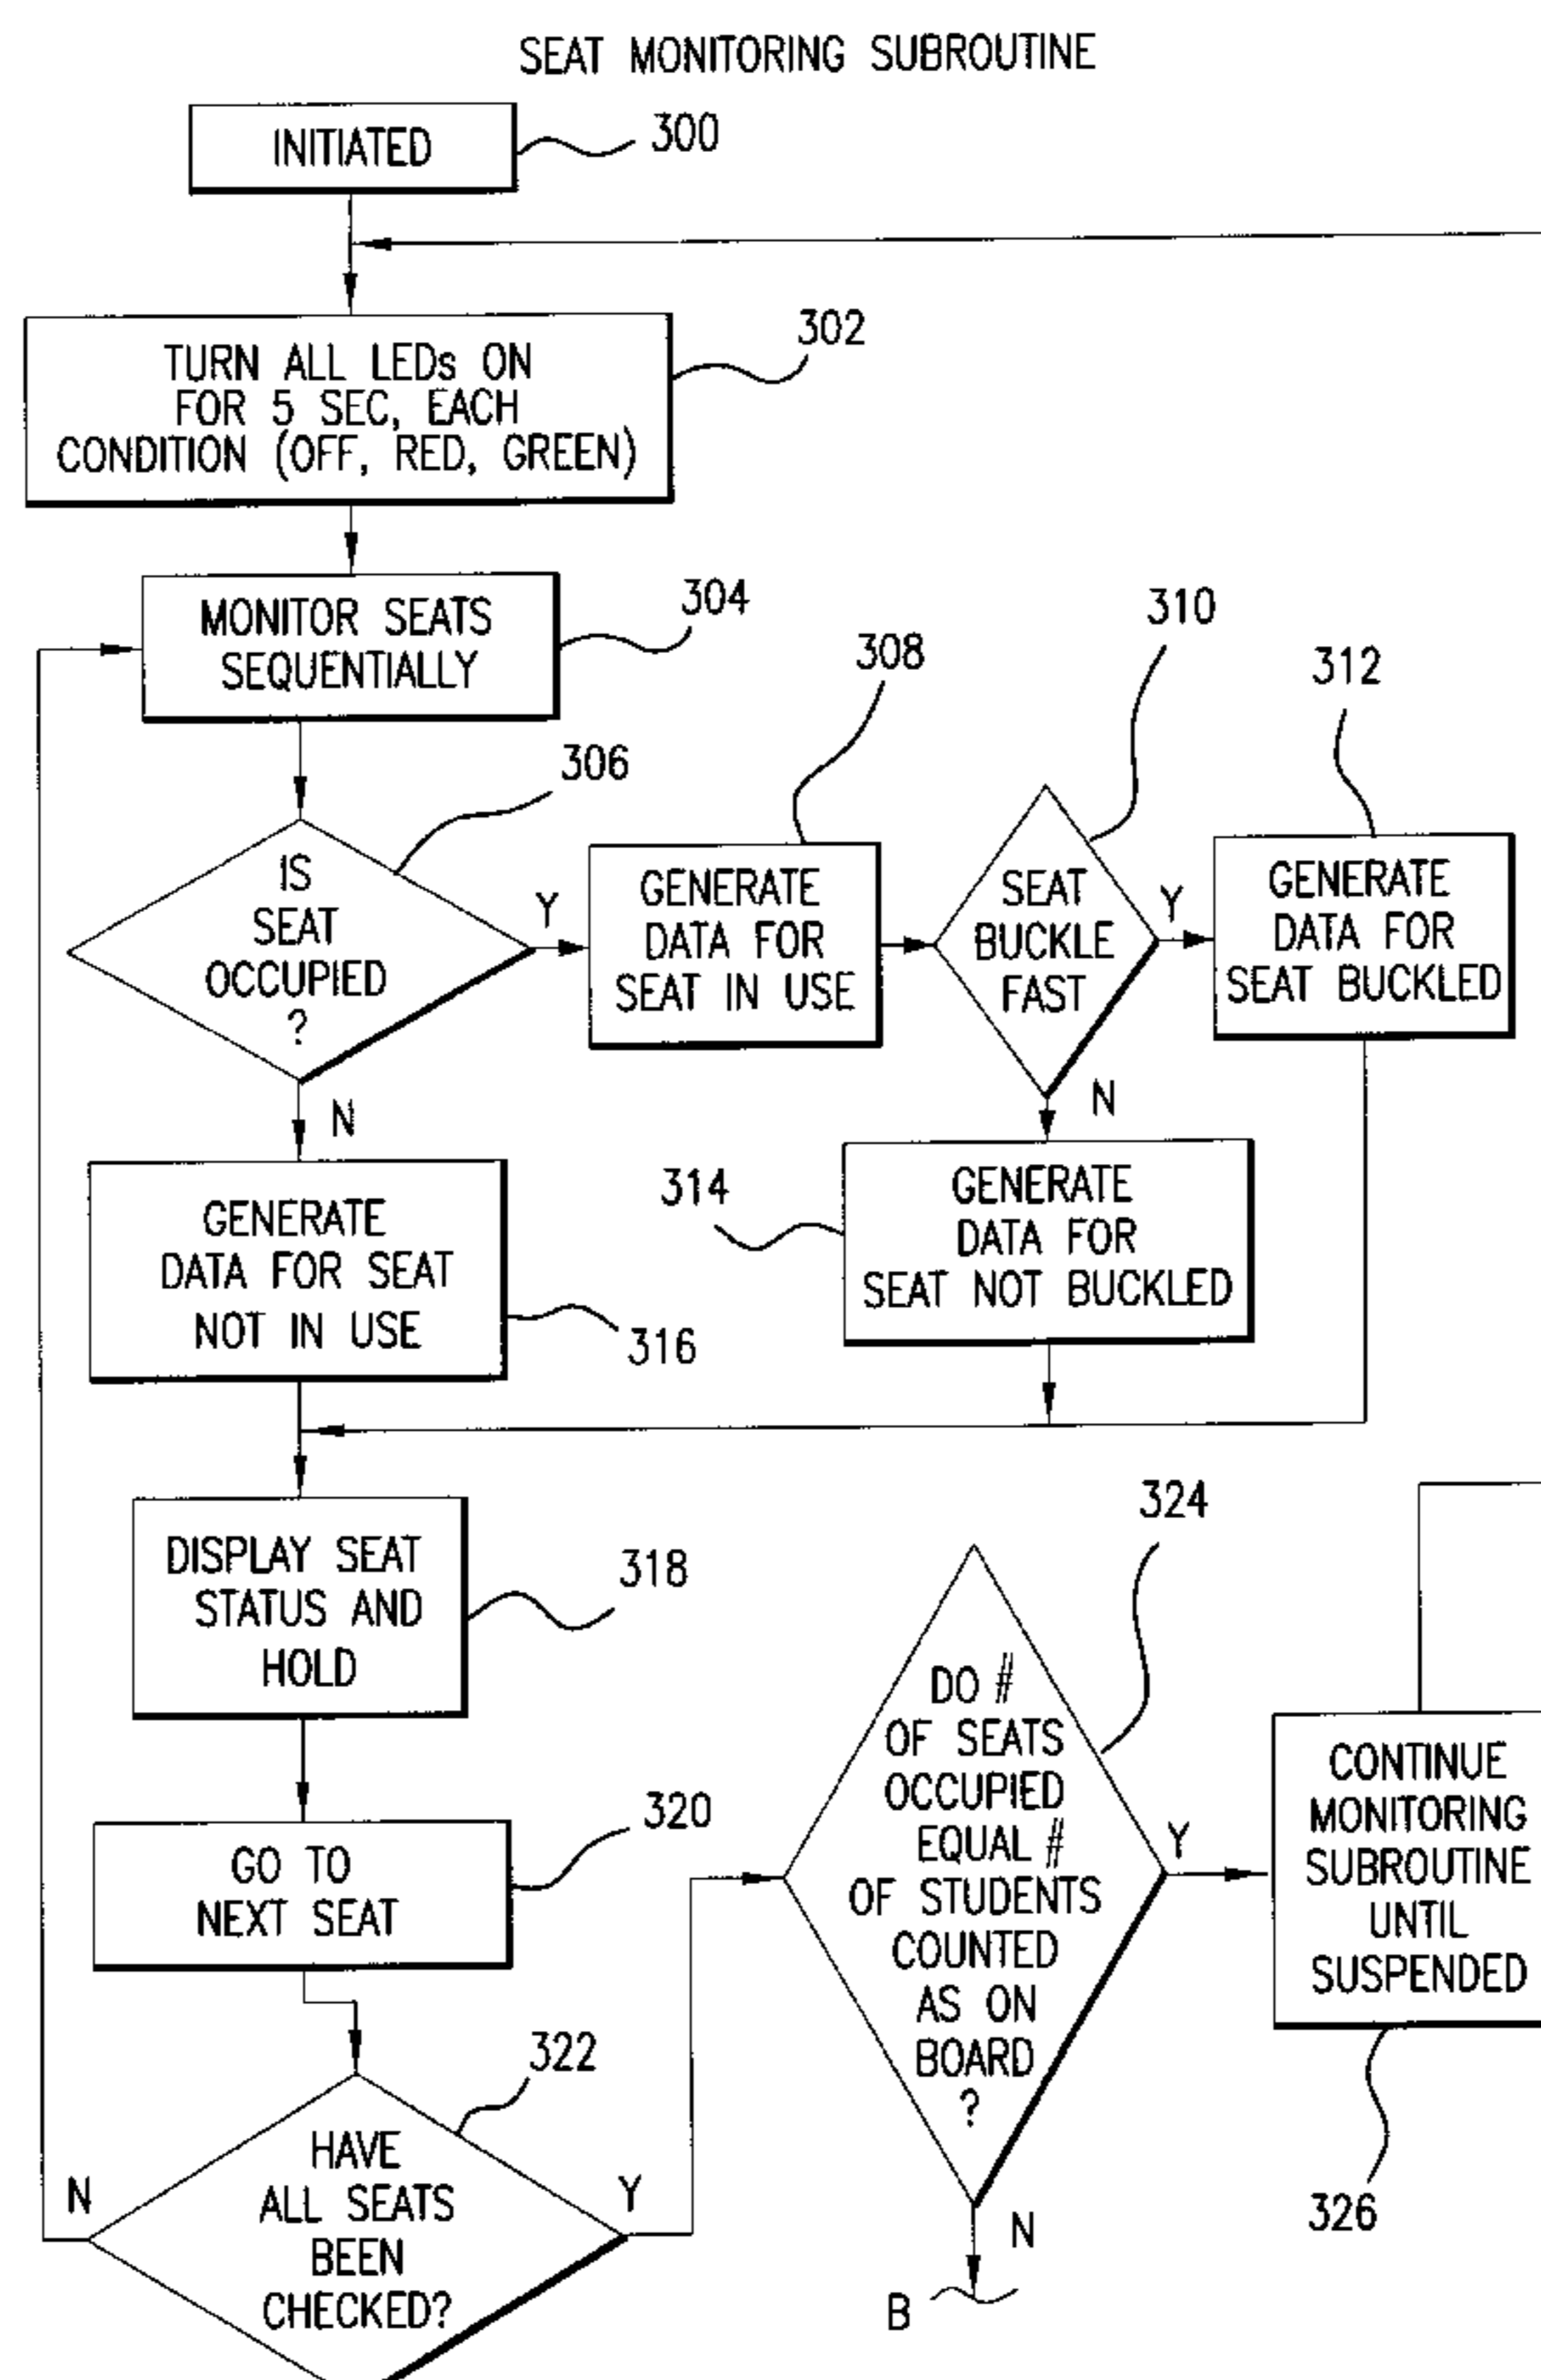 SEAT MONITORING SUBROUTINE
INITIATED
300
TURN ALL LEDs ON
FOR 5 SEC, EACH
CONDITION (OFF, RED, GREEN)
302
MONITOR SEATS
SEQUENTIALLY
304
IS
SEAT
OCCUPIED
?
306
Y
N
GENERATE
DATA FOR
SEAT IN USE
308
SEAT
BUCKLE
FAST
310
Y
N
GENERATE
DATA FOR
SEAT BUCKLED
312
GENERATE
DATA FOR
SEAT NOT BUCKLED
314
GENERATE
DATA FOR SEAT
NOT IN USE
316
DISPLAY SEAT
STATUS AND
HOLD
318
GO TO
NEXT SEAT
320
HAVE
ALL SEATS
BEEN
CHECKED?
322
N
Y
DO #
OF SEATS
OCCUPIED
EQUAL #
OF STUDENTS
COUNTED
AS ON
BOARD
?
324
Y
N
B
CONTINUE
MONITORING
SUBROUTINE
UNTIL
SUSPENDED
326